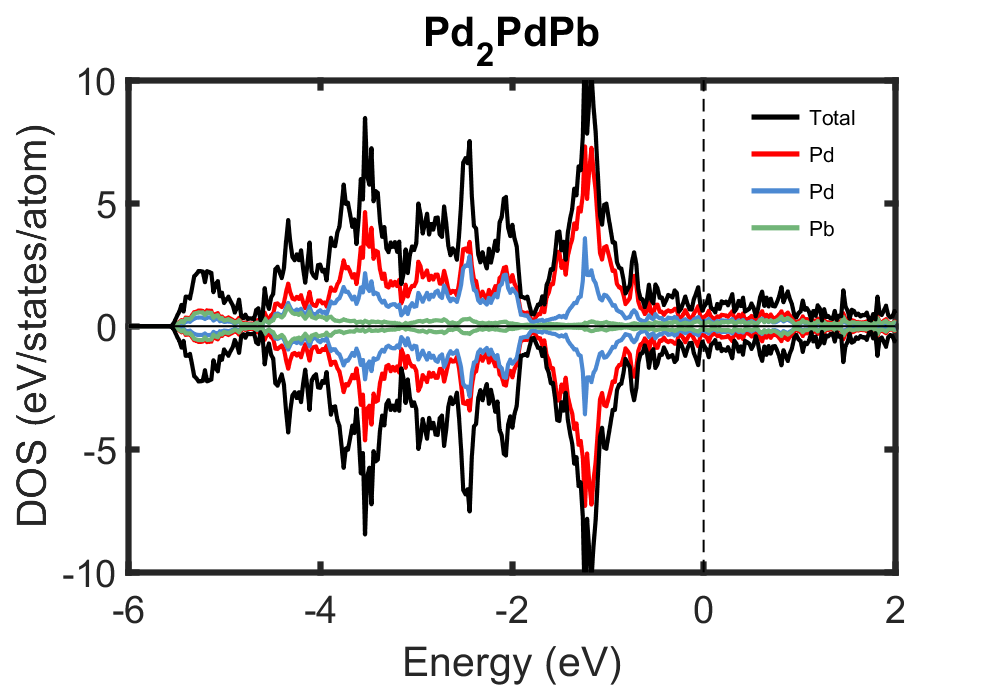 Pd2PdPb
10
5
0
-5
-10
DOS (eV/states/atom)
Total
Pd
Pd
Pb
-6
-4
-2
0
2
Energy (eV)